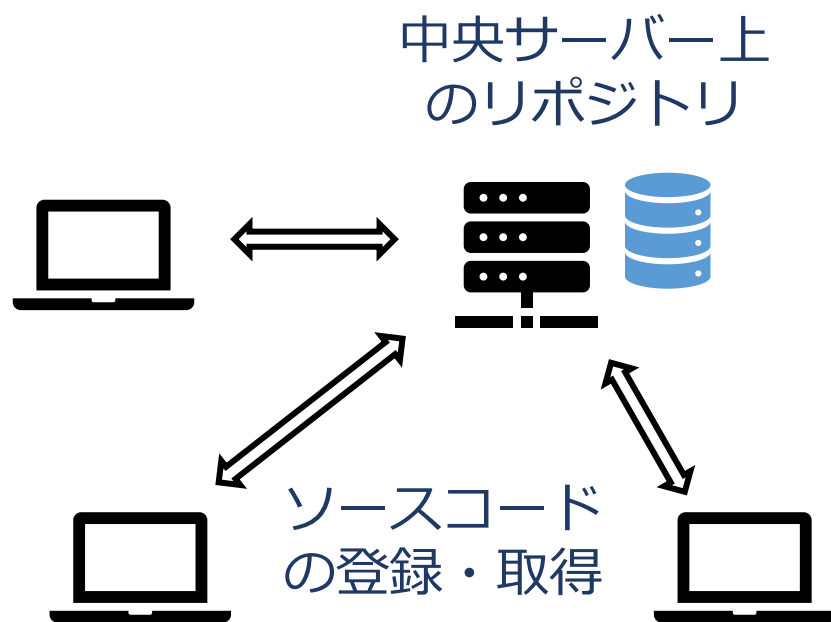 中央サーバー上
のリポジトリ
ソースコード
の登録・取得